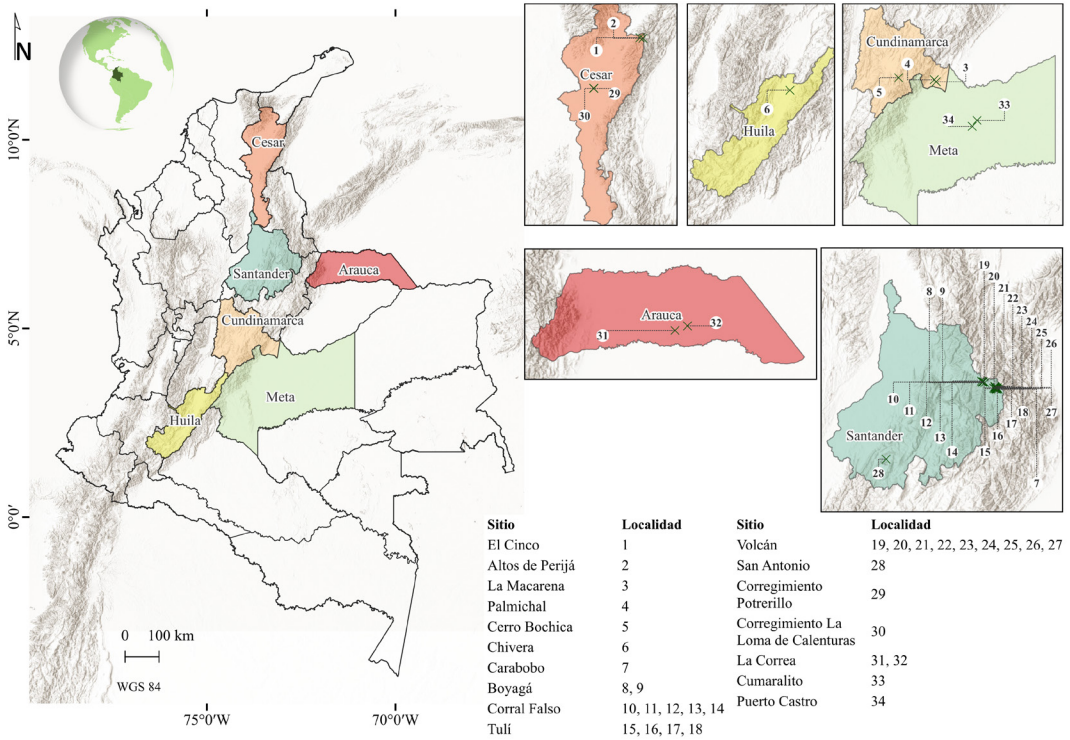 N
10°0'N
5°0'N
0°0'
75°0'W
70°0'W
Cesar
Santander
Arauca
Cundinamarca
Meta
Huila
0 100 km
WGS 84
2
1
Cesar
29
30
6
Huila
Cundinamarca
4
3
5
33
34
Meta
Arauca
32
31
19
20
8 9
21
22
23
24
25
26
10
11
12
13
14
15
16
17
18
27
Santander
28
7
Sitio Localidad
El Cinco 1
Altos de Perijá 2
La Macarena 3
Palmichal 4
Cerro Bochica 5
Chivera 6
Carabobo 7
Boyagá 8, 9
Corral Falso 10, 11, 12, 13, 14
Tulí 15, 16, 17, 18
Sitio Localidad
Volcán 19, 20, 21, 22, 23, 24, 25, 26, 27
San Antonio 28
Corregimiento
Potrerillo 29
Corregimiento La
Loma de Calenturas 30
La Correa 31, 32
Cumaralito 33
Puerto Castro 34